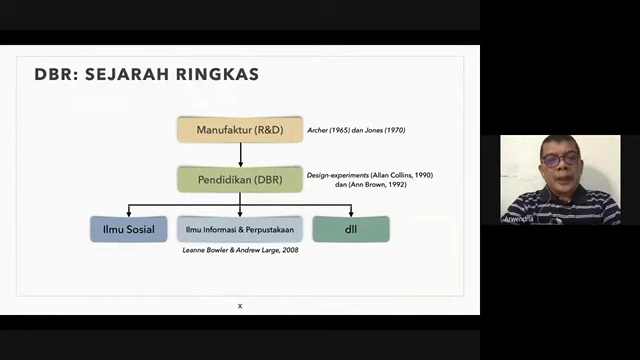 DBR: SEJARAH RINGKAS
Manufaktur (R&D)
Archer (1965) dan Jones (1970)
Pendidikan (DBR)
Design-experiments (Allan Collins, 1990)
dan (Ann Brown, 1992)
Ilmu Sosial
Ilmu Informasi & Perpustakaan
dll
Leanne Bowler & Andrew Large, 2008
x
Arwendria